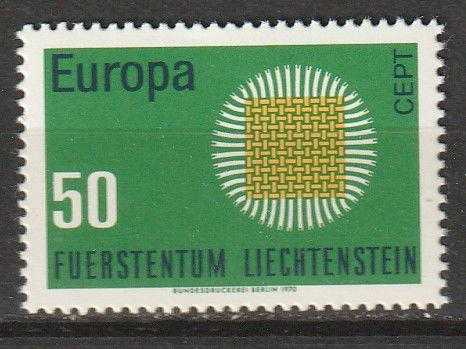 Europa
CEPT
50
FUERSTENTUM LIECHTENSTEIN
BUNDESDRUCKEREI BERLIN 1970